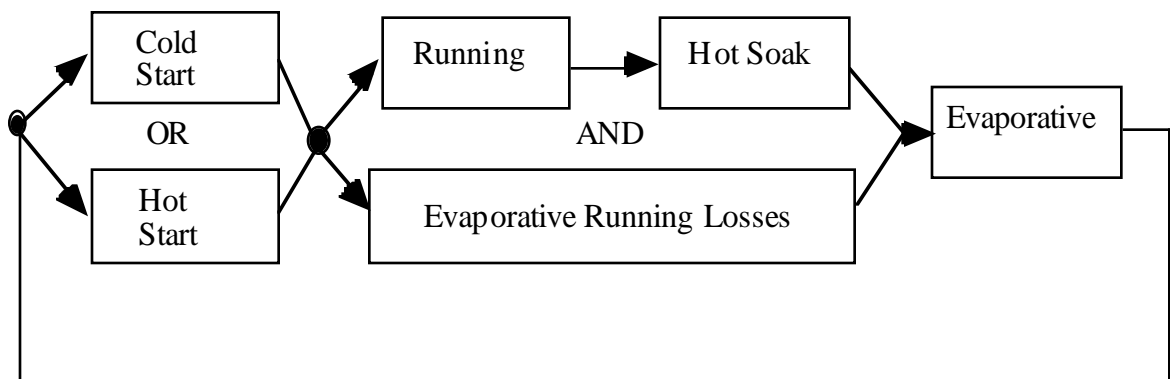 Cold
Start
OR
Hot
Start
Running
Hot Soak
AND
Evaporative Running Losses
Evaporative